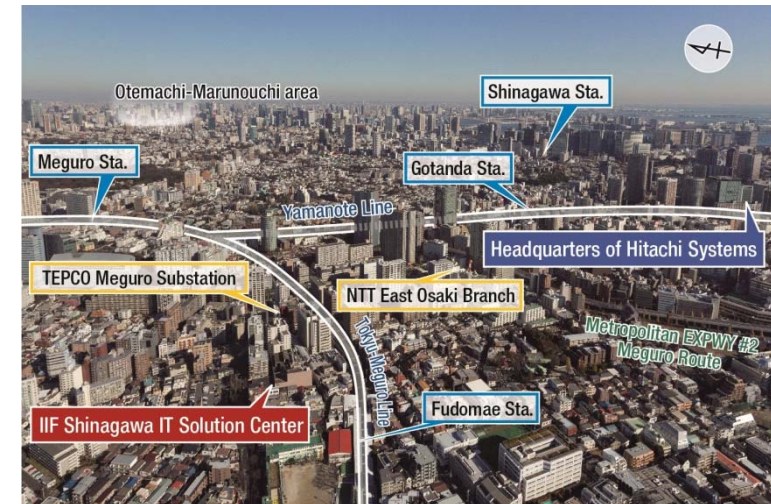 Otemachi-Marunouchi area
Shinagawa Sta.
Meguro Sta.
Gotanda Sta.
Yamanote Line
Headquarters of Hitachi Systems
TEPCO Meguro Substation
NTT East Osaki Branch
Tokyu-Meguro Line
Metropolitan EXPWY #2
Meguro Route
IIF Shinagawa IT Solution Center
Fudomae Sta.